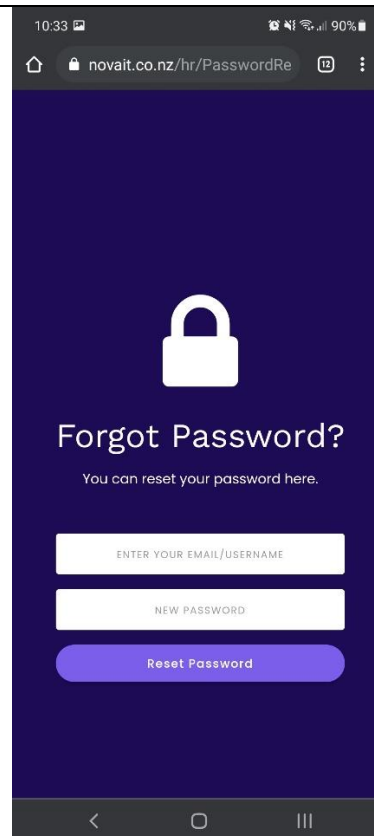 10:33 90%
novait.co.nz/hr/PasswordRe 12
Forgot Password?
You can reset your password here.
ENTER YOUR EMAIL/USERNAME
NEW PASSWORD
Reset Password